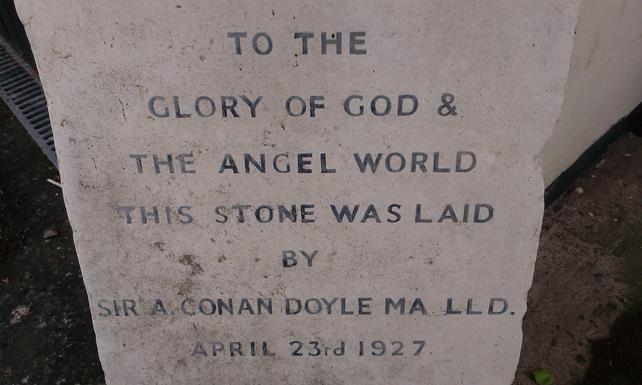 TO THE
GLORY OF GOD &
THE ANGEL WORLD
THIS STONE WAS LAID
BY
SIR A. CONAN DOYLE MA LLD.
APRIL 23rd 1927